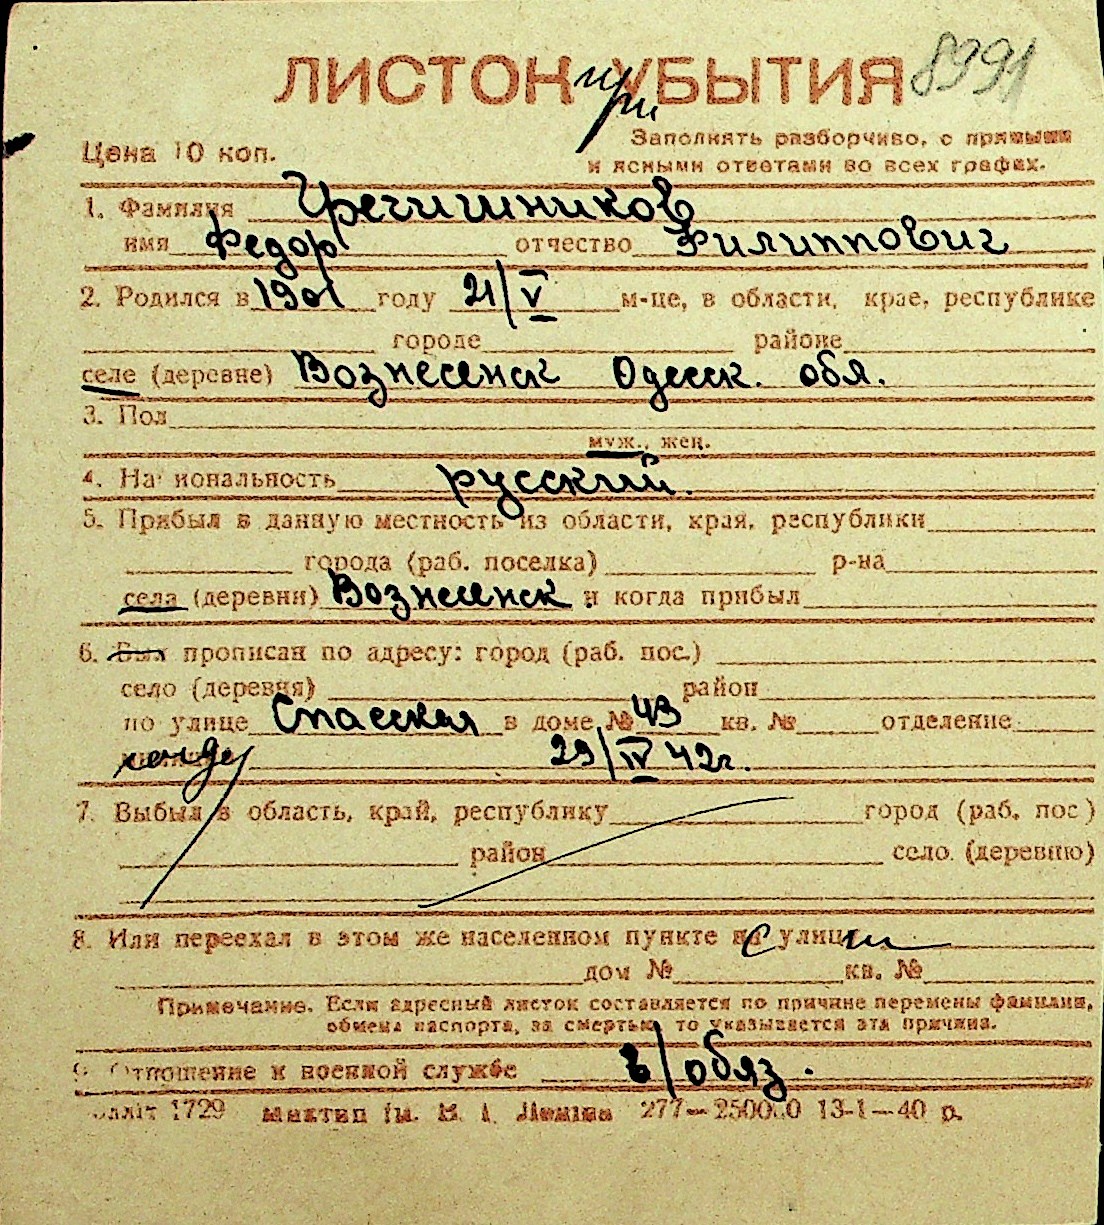 ЛИСТОК при УБЫТИЯ 8991
Цена 10 коп.
Заполнять разборчиво, с прямыми
и ясными ответами во всех графах.
1. Фамилия Гречишников
имя Федор отчество Филиппович
2. Родился в 1901 году 21/V м-це, в области, крае, республике
городе районе
селе (деревне) Вознесенск Одесск. обл.
3. Пол
муж., жен.
4. Национальность русский.
5. Прибыл в данную местность из области, края, республики
города (раб. поселка) р-на
села (деревни) Вознесенск и когда прибыл
6. Был прописан по адресу: город (раб. пос.)
село (деревня) район
по улице Спасская в доме № 43 кв. № отделение
29/IV 42г.
7. Выбыл в область, край, республику город (раб. пос.)
район село (деревню)
8. Или переехал в этом же населенном пункте на улицу
дом № кв. №
Примечание. Если адресный листок составляется по причине перемены фамилии,
обмена паспорта, за смертью, то указывается эта причина.
9. Отношение к военной службе в/обяз.
1729 277—250000 13-1—40 р.